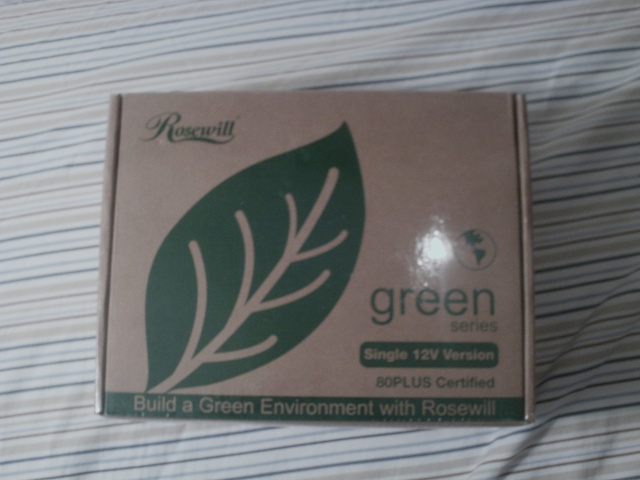 Rosewill
green
series
Single 12V Version
80PLUS Certified
Build a Green Environment with Rosewill